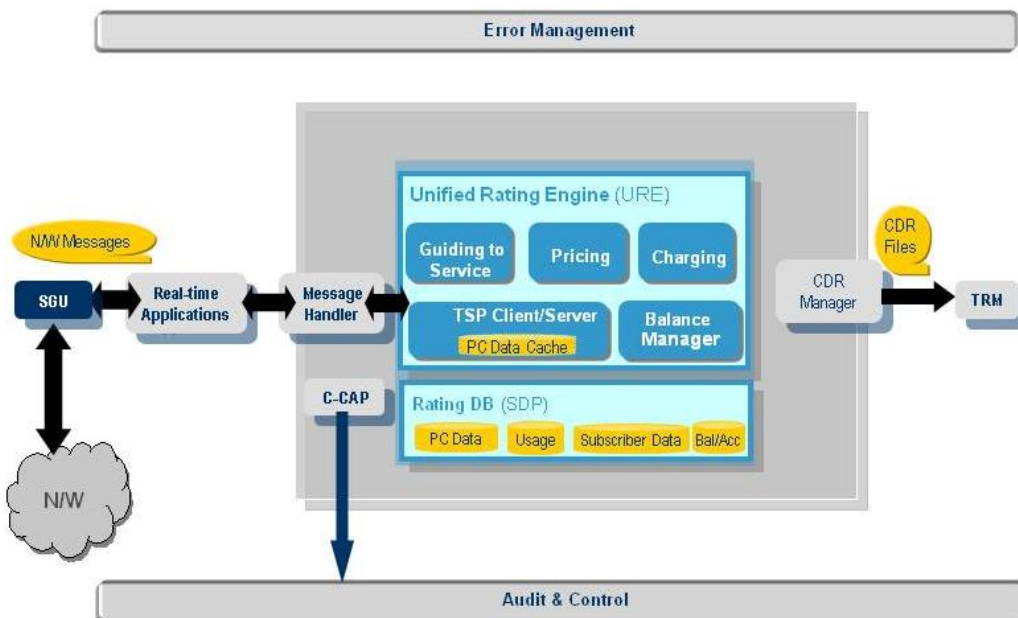 Error Management
Unified Rating Engine (URE)
N/W Messages
CDR
Files
Guiding to
Service
Pricing
Charging
SGU
Real-time
Applications
Message
Handler
CDR
Manager
TRM
TSP Client/Server
PC Data Cache
Balance
Manager
C-CAP
Rating DB (SDP)
PC Data
Usage
Subscriber Data
Bal/Acc
N/W
Audit & Control